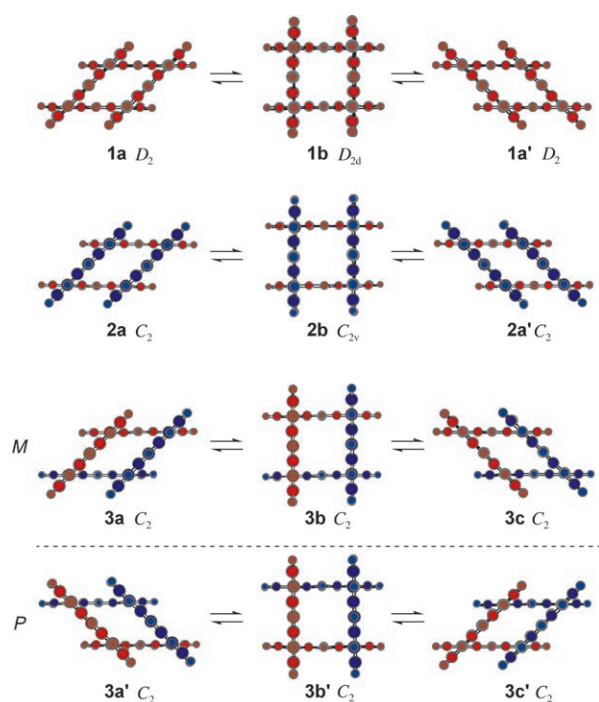 1a D2 1b D2d 1a' D2
2a C2 2b C2v 2a' C2
M
3a C2 3b C2 3c C2
P
3a' C2 3b' C2 3c' C2